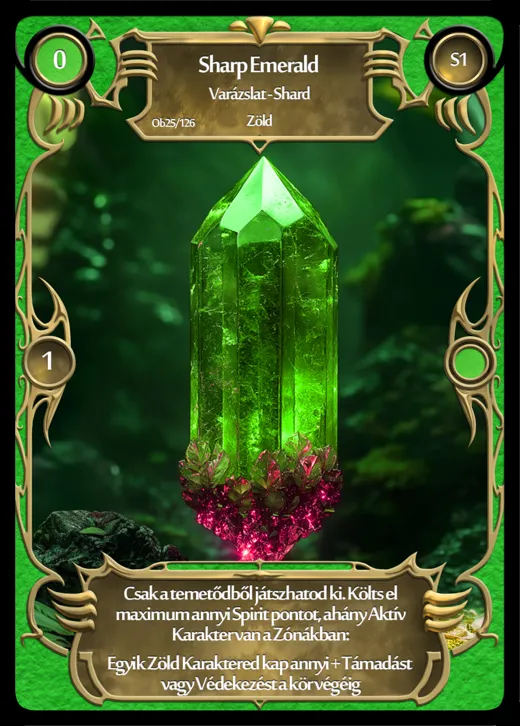 0
Sharp Emerald
S1
Varázslat - Shard
Ob25/126
Zöld
1
Csak a temetődből játszhatod ki. Költs el
maximum annyi Spirit pontot, ahány Aktív
Karakter van a Zónákban:
Egyik Zöld Karaktered kap annyi + Támadást
vagy Védekezést a kör végéig